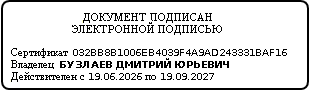 ДОКУМЕНТ ПОДПИСАН
ЭЛЕКТРОННОЙ ПОДПИСЬЮ
Сертификат 032BB8B1006EB4039F4A9AD243331BAF16
Владелец БУЗЛАЕВ ДМИТРИЙ ЮРЬЕВИЧ
Действителен с 19.06.2026 по 19.09.2027